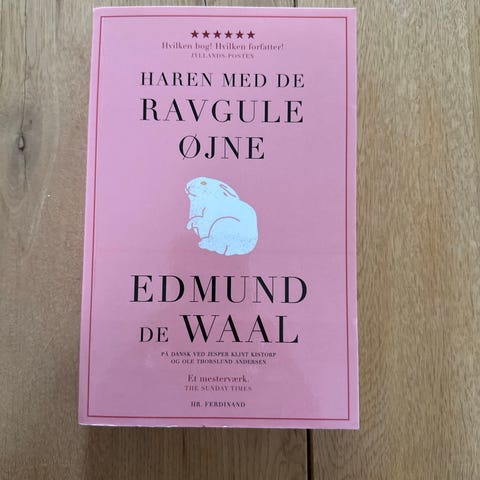 ★★★★★★
Hvilken bog! Hvilken forfatter!
JYLLANDS-POSTEN
HAREN MED DE
RAVGULE
ØJNE
EDMUND
DE WAAL
PÅ DANSK VED JESPER KLINT KISTORP
OG OLE THORSLUND ANDERSEN
Et mesterværk.
THE SUNDAY TIMES
HR. FERDINAND